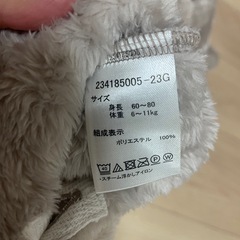 234185005-23G
サイズ
身長 60~80
体重 6~11kg
組成表示
ポリエステル 100%
・スチーム浮かしアイロン